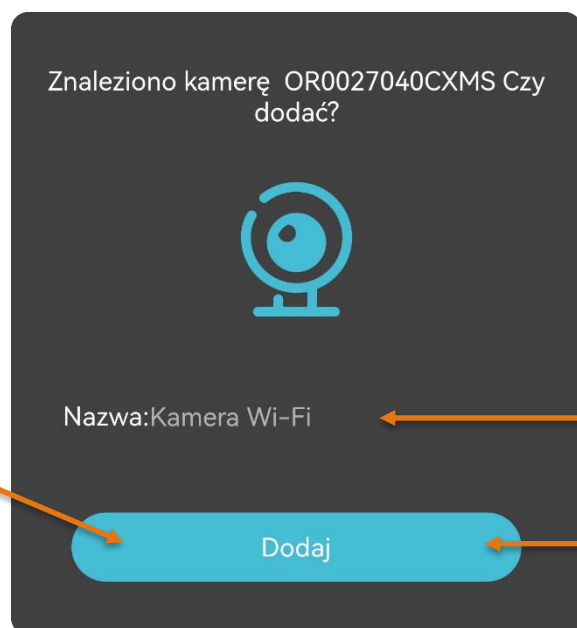 Znaleziono kamerę OR0027040CXMS Czy
dodać?
Nazwa:Kamera Wi-Fi
Dodaj